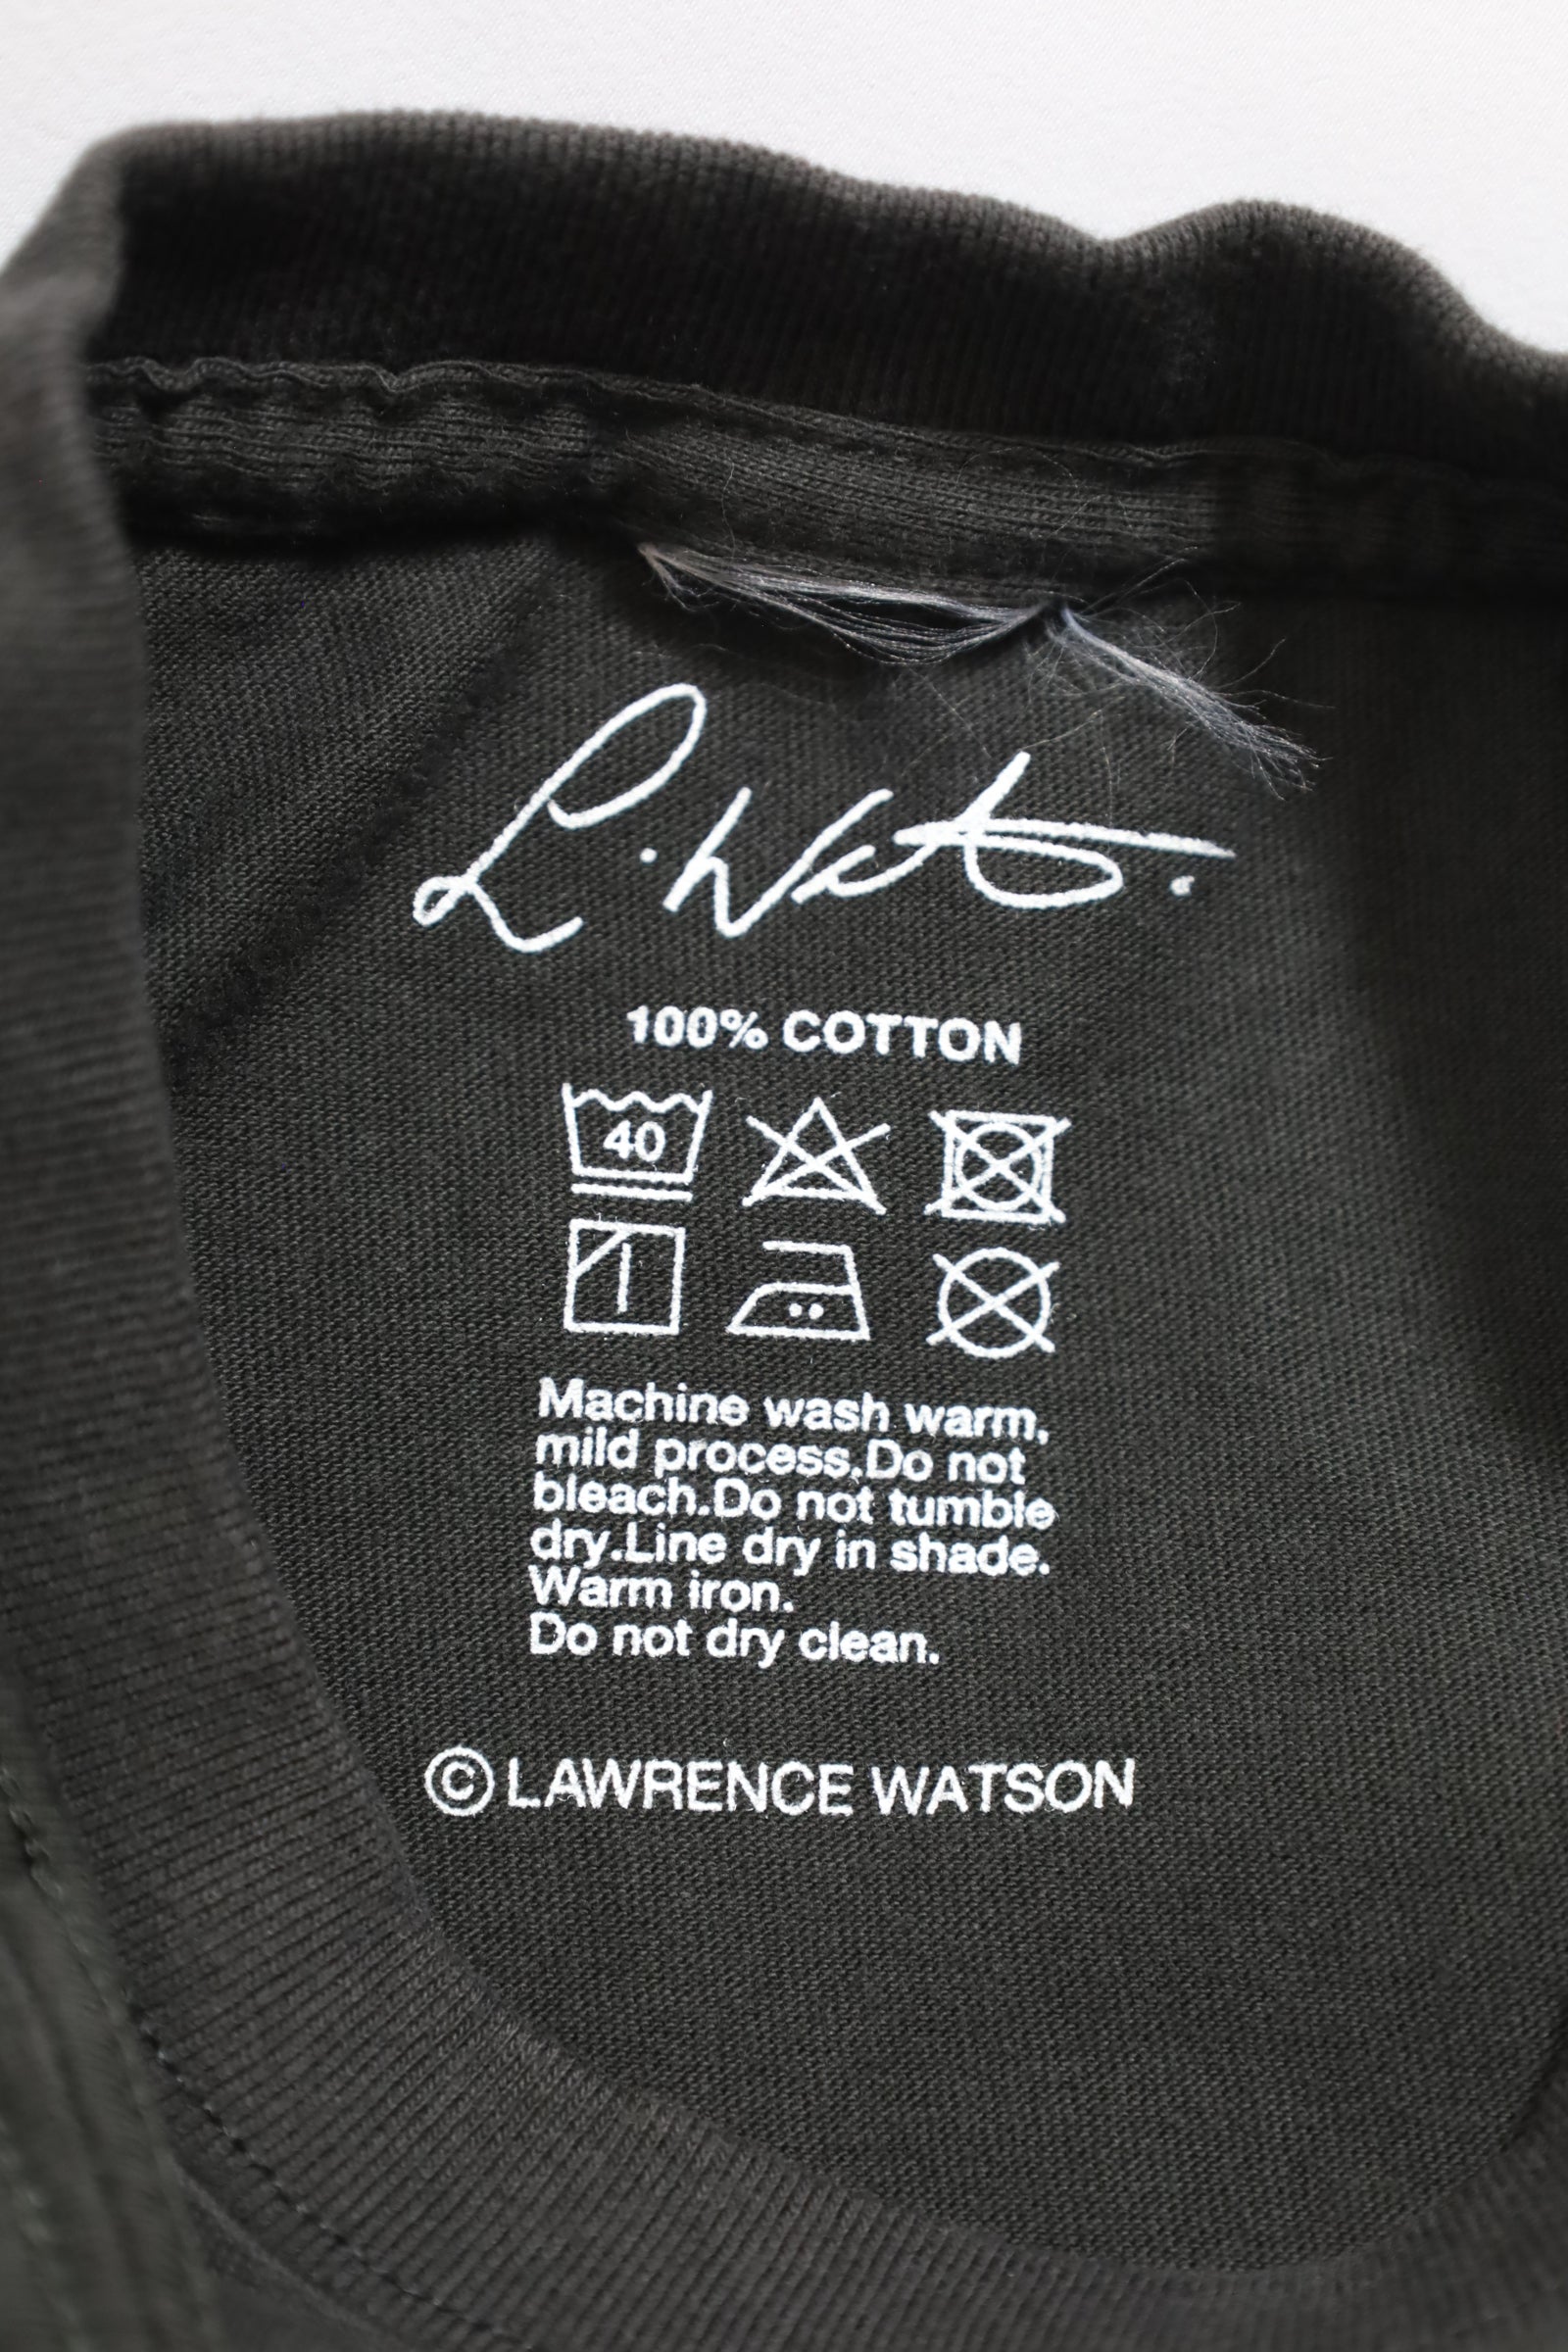 L. Wat.
100% COTTON
40
Machine wash warm,
mild process.Do not
bleach.Do not tumble
dry.Line dry in shade.
Warm iron.
Do not dry clean.
© LAWRENCE WATSON